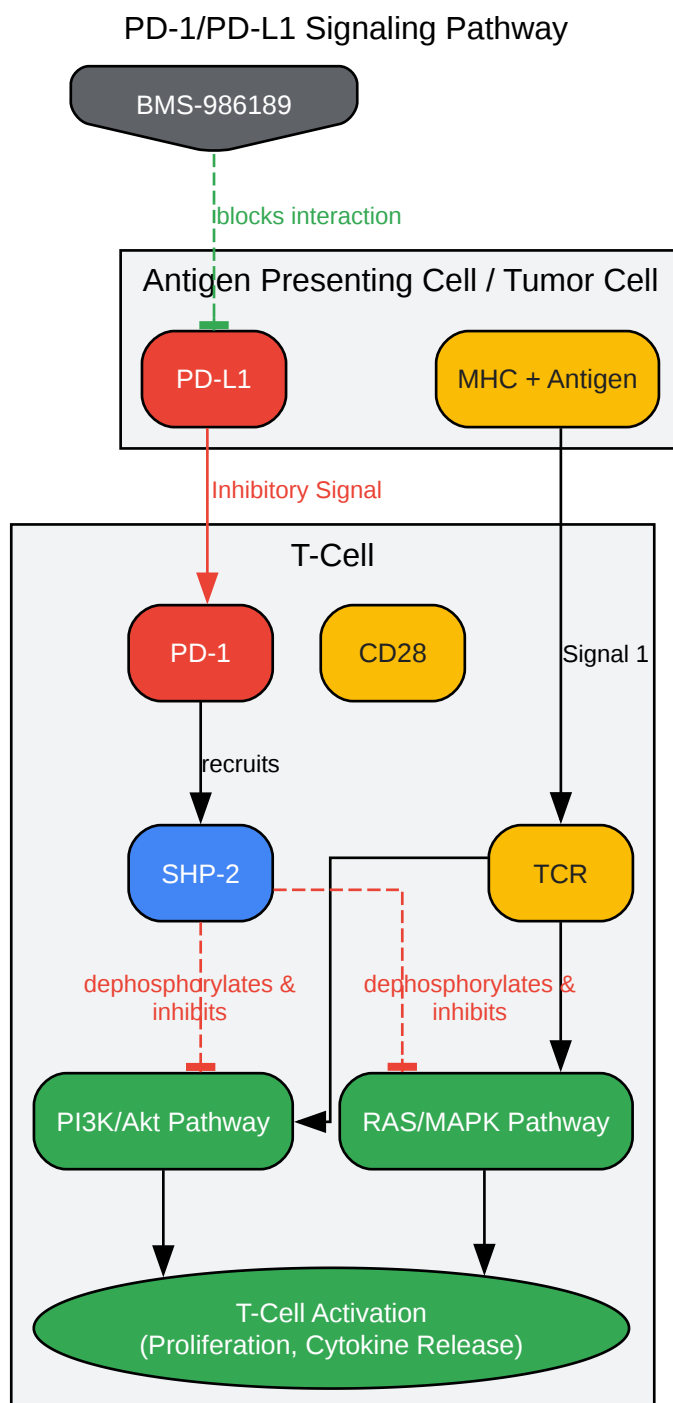 PD-1/PD-L1 Signaling Pathway
BMS-986189
blocks interaction
Antigen Presenting Cell / Tumor Cell
PD-L1
MHC + Antigen
Inhibitory Signal
T-Cell
PD-1
CD28
Signal 1
recruits
SHP-2
TCR
dephosphorylates &
inhibits
dephosphorylates &
inhibits
PI3K/Akt Pathway
RAS/MAPK Pathway
T-Cell Activation
(Proliferation, Cytokine Release)